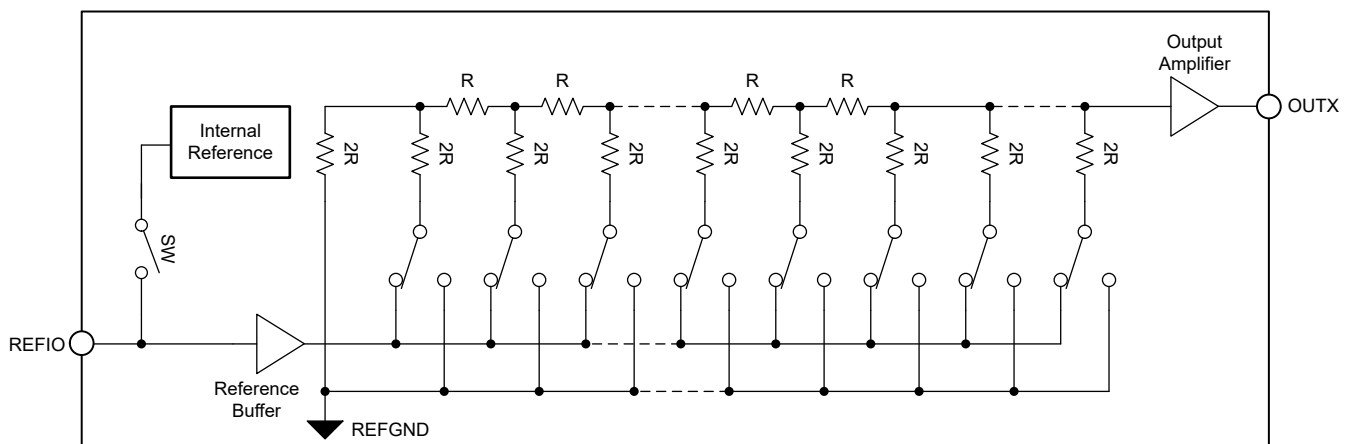 Output
Amplifier
R
R
R
R
OUTX
Internal
Reference
2R
2R
2R
2R
2R
2R
2R
2R
2R
SW
REFIO
Reference
Buffer
REFGND